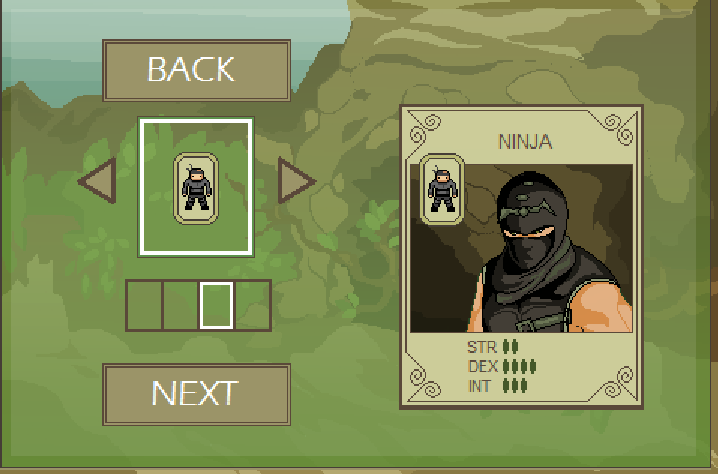 BACK
NINJA
STR
DEX
INT
NEXT